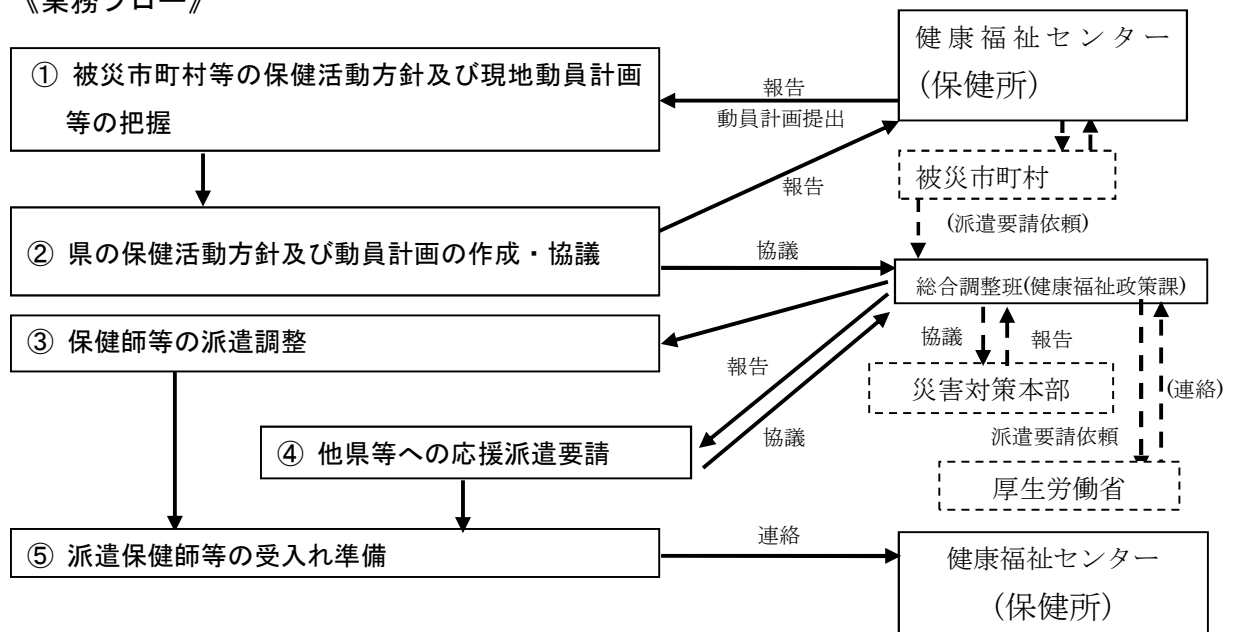 《業務フロー》
健康福祉センター
(保健所)
① 被災市町村等の保健活動方針及び現地動員計画
等の把握
報告
動員計画提出
被災市町村
報告
(派遣要請依頼)
② 県の保健活動方針及び動員計画の作成・協議
協議
総合調整班(健康福祉政策課)
③ 保健師等の派遣調整
協議
報告
報告
災害対策本部
(連絡)
④ 他県等への応援派遣要請
協議
派遣要請依頼
厚生労働省
⑤ 派遣保健師等の受入れ準備
連絡
健康福祉センター
(保健所)